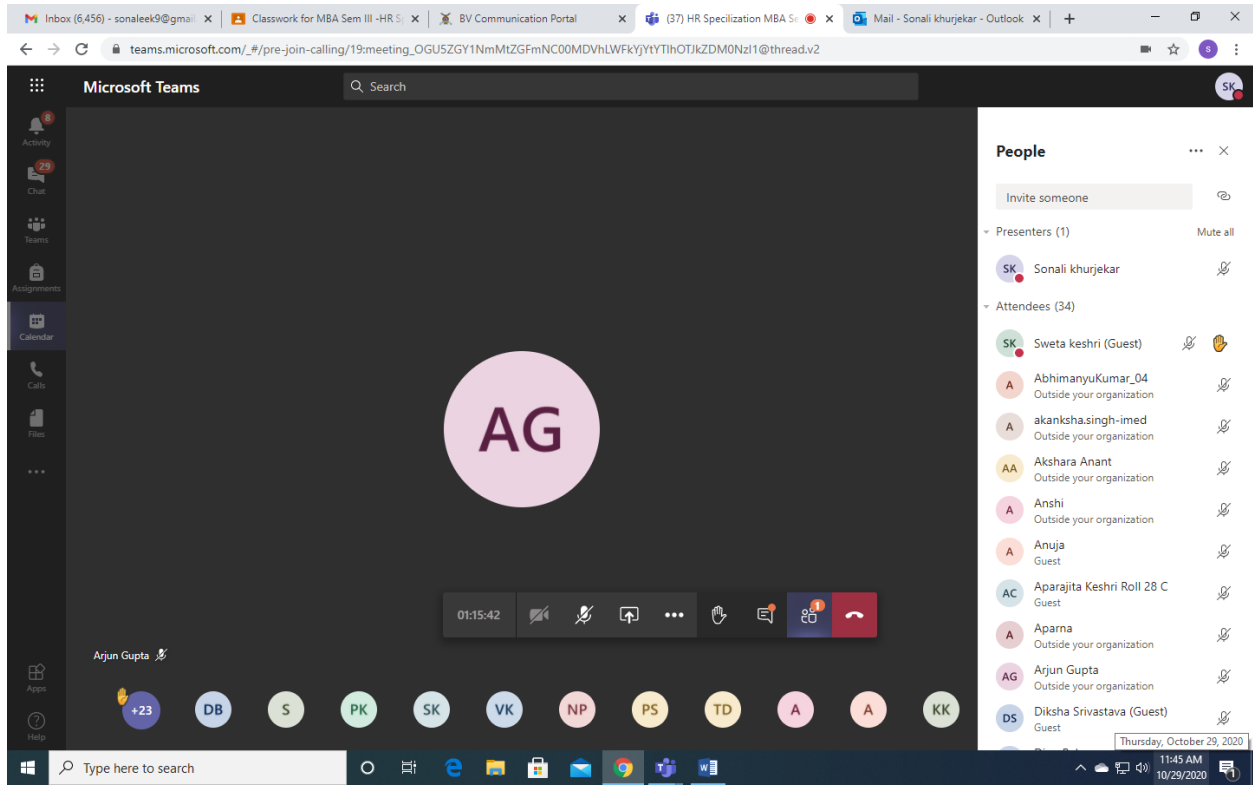 Inbox (6,456) - sonaleek9@gmail
Classwork for MBA Sem III -HR S
BV Communication Portal
(37) HR Specilization MBA Se
Mail - Sonali khurjekar - Outlook
teams.microsoft.com/_#/pre-join-calling/19:meeting_OGU5ZGY1NmMtZGFmNC00MDVhLWFkYjYtYTlhOTJkZDM0NzI1@thread.v2
S
Microsoft Teams
Search
SK
8
Activity
29
Chat
Teams
Assignments
Calendar
Calls
Files
Apps
Help
AG
01:15:42
1
Arjun Gupta
+23
DB
S
PK
SK
VK
NP
PS
TD
A
A
KK
People
Invite someone
Presenters (1) Mute all
SK Sonali khurjekar
Attendees (34)
SK Sweta keshri (Guest)
A AbhimanyuKumar_04
Outside your organization
A akanksha.singh-imed
Outside your organization
AA Akshara Anant
Outside your organization
A Anshi
Outside your organization
A Anuja
Guest
AC Aparajita Keshri Roll 28 C
Guest
A Aparna
Outside your organization
AG Arjun Gupta
Outside your organization
DS Diksha Srivastava (Guest)
Guest
Thursday, October 29, 2020
Type here to search
11:45 AM
10/29/2020
1